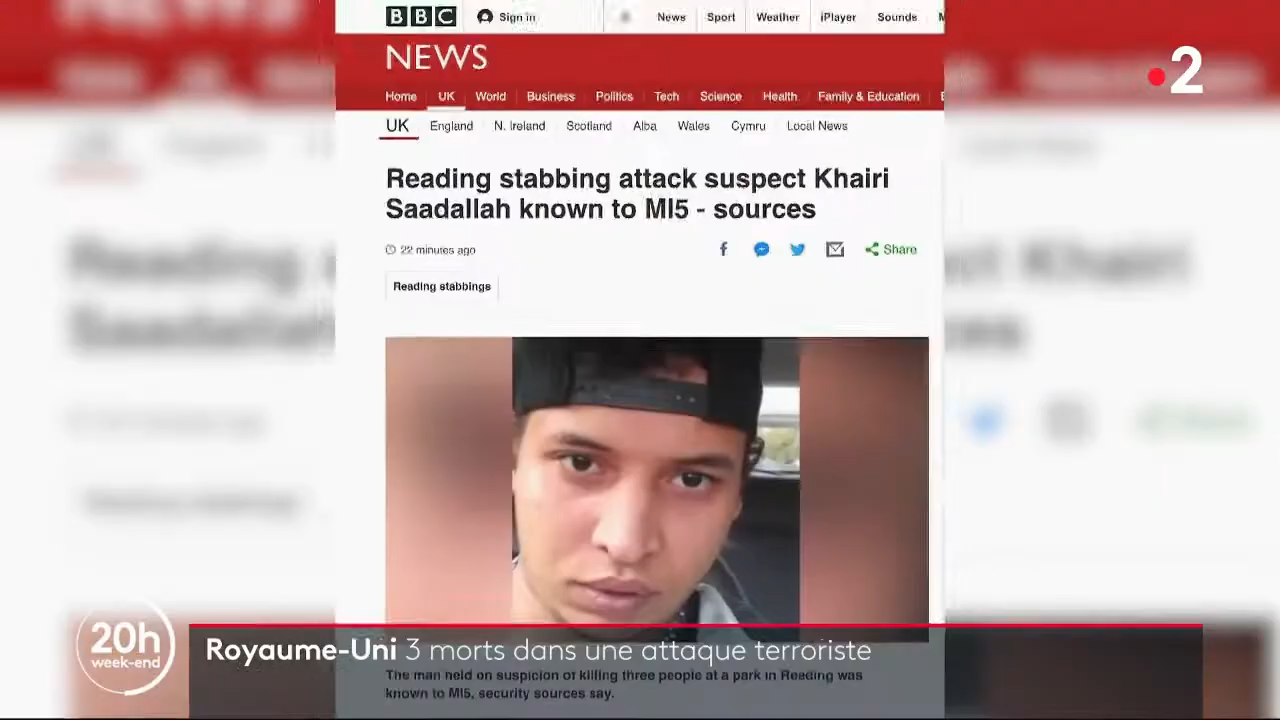 BBC
Sign in
News
Sport
Weather
iPlayer
Sounds
NEWS
2
Home
UK
World
Business
Politics
Tech
Science
Health
Family & Education
UK
England
N. Ireland
Scotland
Alba
Wales
Cymru
Local News
Reading stabbing attack suspect Khairi
Saadallah known to MI5 - sources
22 minutes ago
Share
Reading stabbings
20h
week-end
Royaume-Uni 3 morts dans une attaque terroriste
The man held on suspicion of killing three people at a park in Reading was
known to MI5, security sources say.